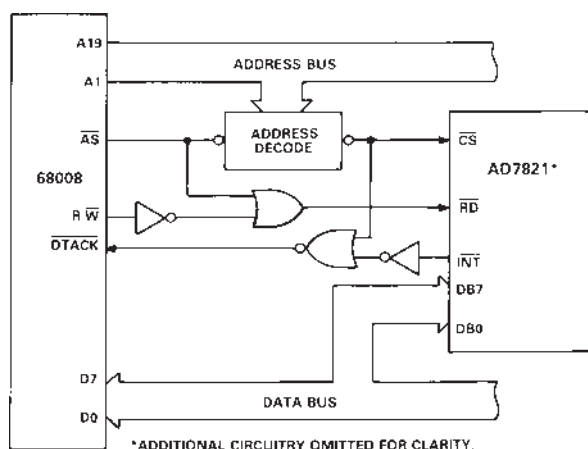 A19
ADDRESS BUS
A1
AS
ADDRESS
DECODE
CS
AD7821*
68008
R W
RD
DTACK
INT
DB7
DB0
D7
DATA BUS
D0
*ADDITIONAL CIRCUITRY OMITTED FOR CLARITY.